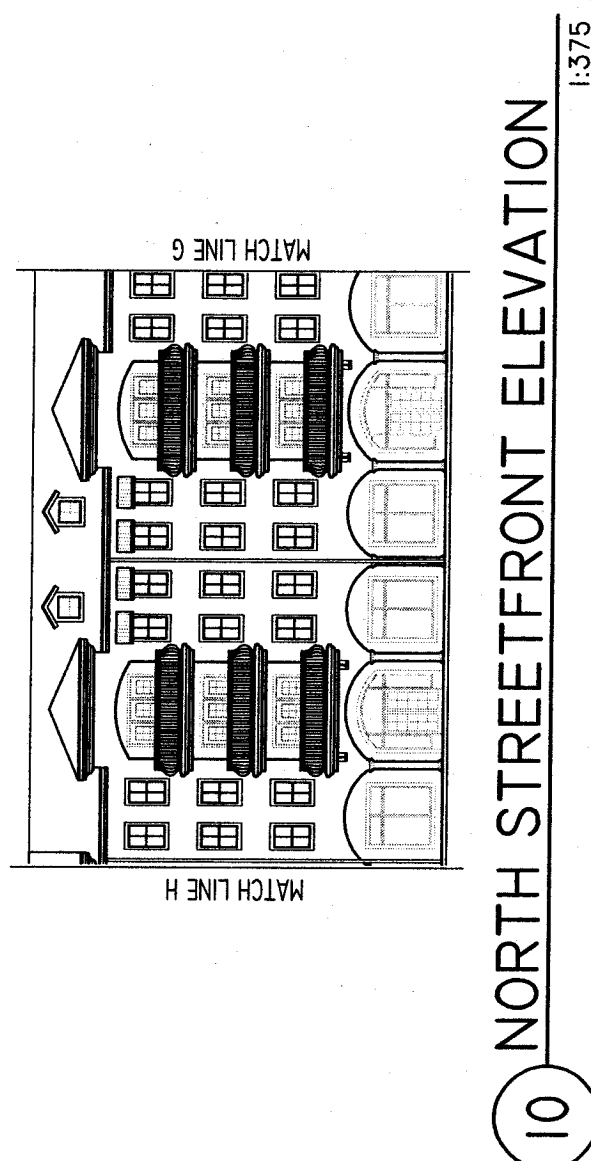 MATCH LINE H
MATCH LINE G
10
NORTH STREETFRONT ELEVATION
1:375